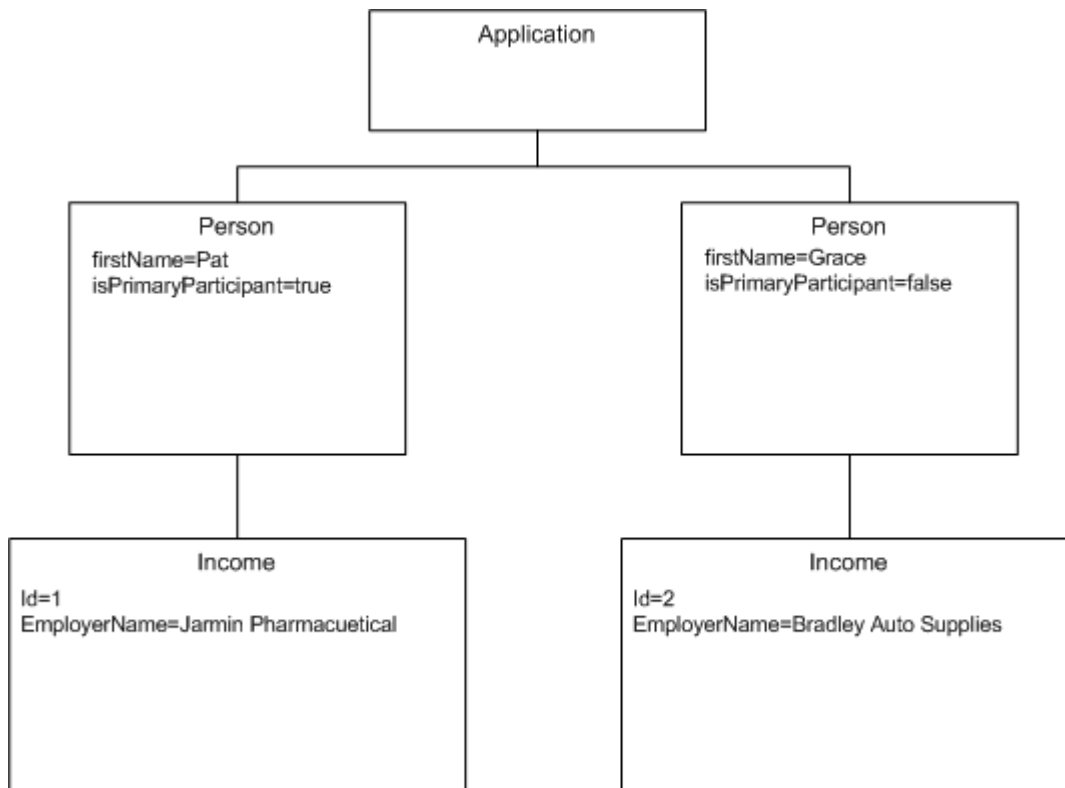 Application
Person
firstName=Pat
isPrimaryParticipant=true
Person
firstName=Grace
isPrimaryParticipant=false
Income
Id=1
EmployerName=Jarmin Pharmacuetical
Income
Id=2
EmployerName=Bradley Auto Supplies